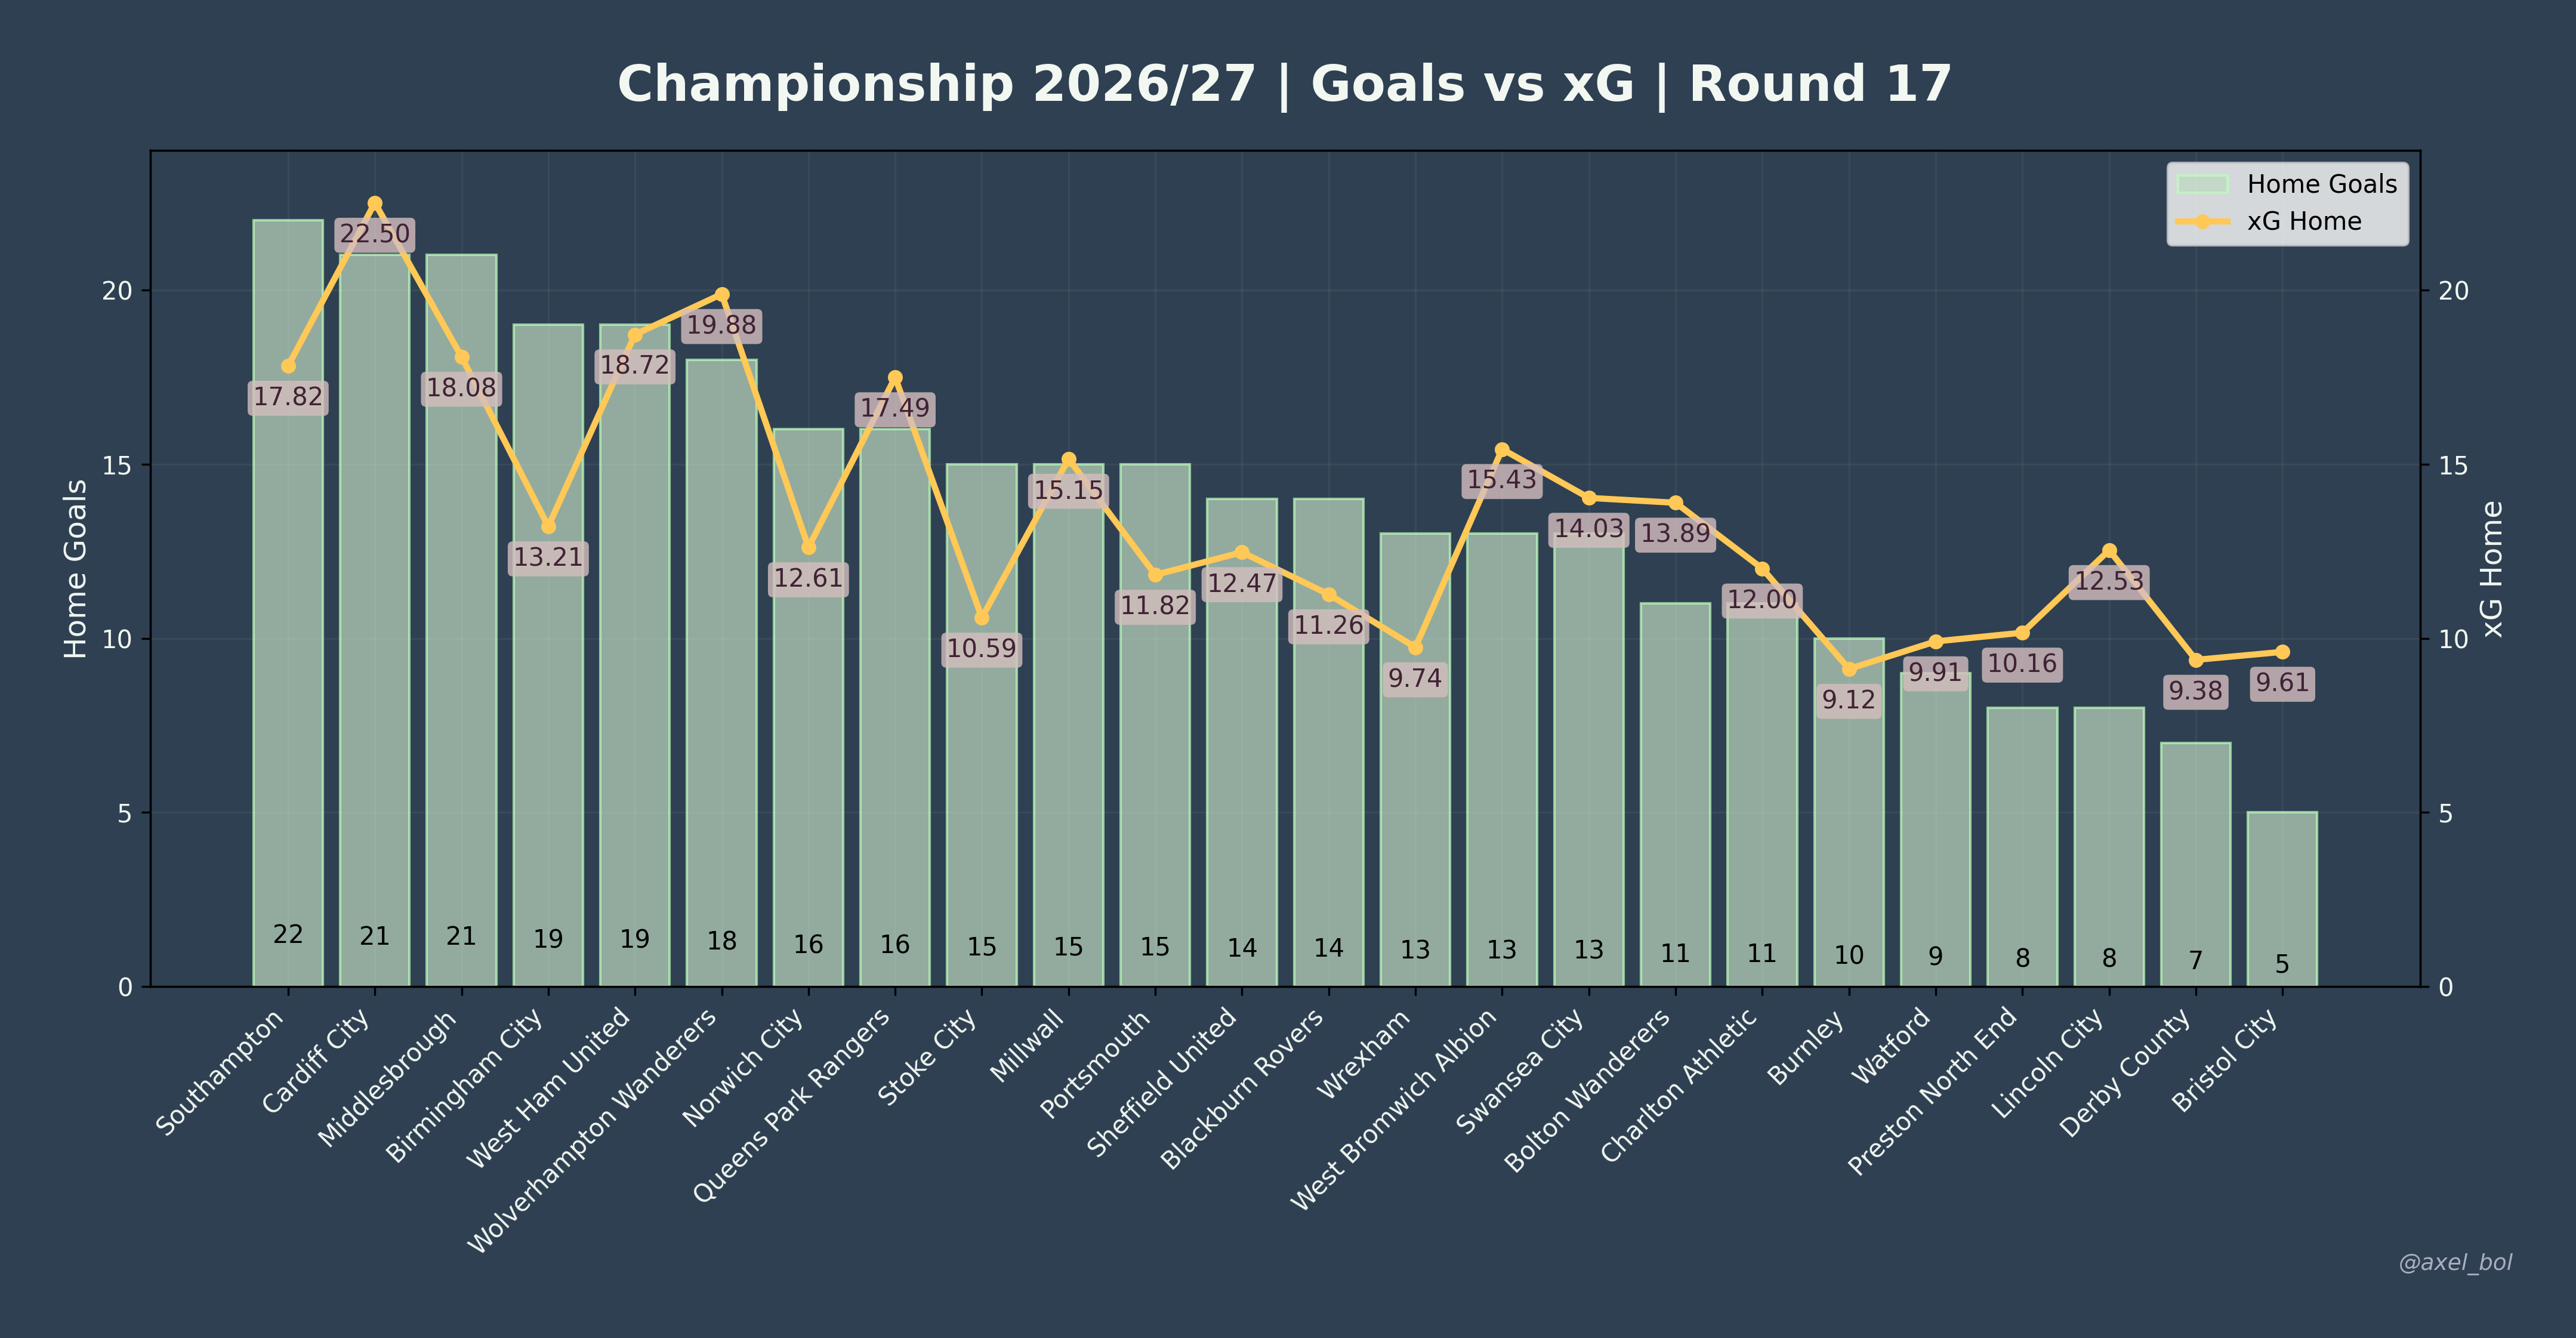 Championship 2026/27 | Goals vs xG | Round 17
Home Goals
xG Home
Home Goals
20
15
10
5
0
xG Home
20
15
10
5
0
17.82
22.50
18.08
13.21
18.72
19.88
12.61
17.49
10.59
15.15
11.82
12.47
11.26
9.74
15.43
14.03
13.89
12.00
9.12
9.91
10.16
12.53
9.38
9.61
22
21
21
19
19
18
16
16
15
15
15
14
14
13
13
13
11
11
10
9
8
8
7
5
Southampton
Cardiff City
Middlesbrough
Birmingham City
West Ham United
Wolverhampton Wanderers
Norwich City
Queens Park Rangers
Stoke City
Millwall
Portsmouth
Sheffield United
Blackburn Rovers
Wrexham
West Bromwich Albion
Swansea City
Bolton Wanderers
Charlton Athletic
Burnley
Watford
Preston North End
Lincoln City
Derby County
Bristol City
@axel_bol